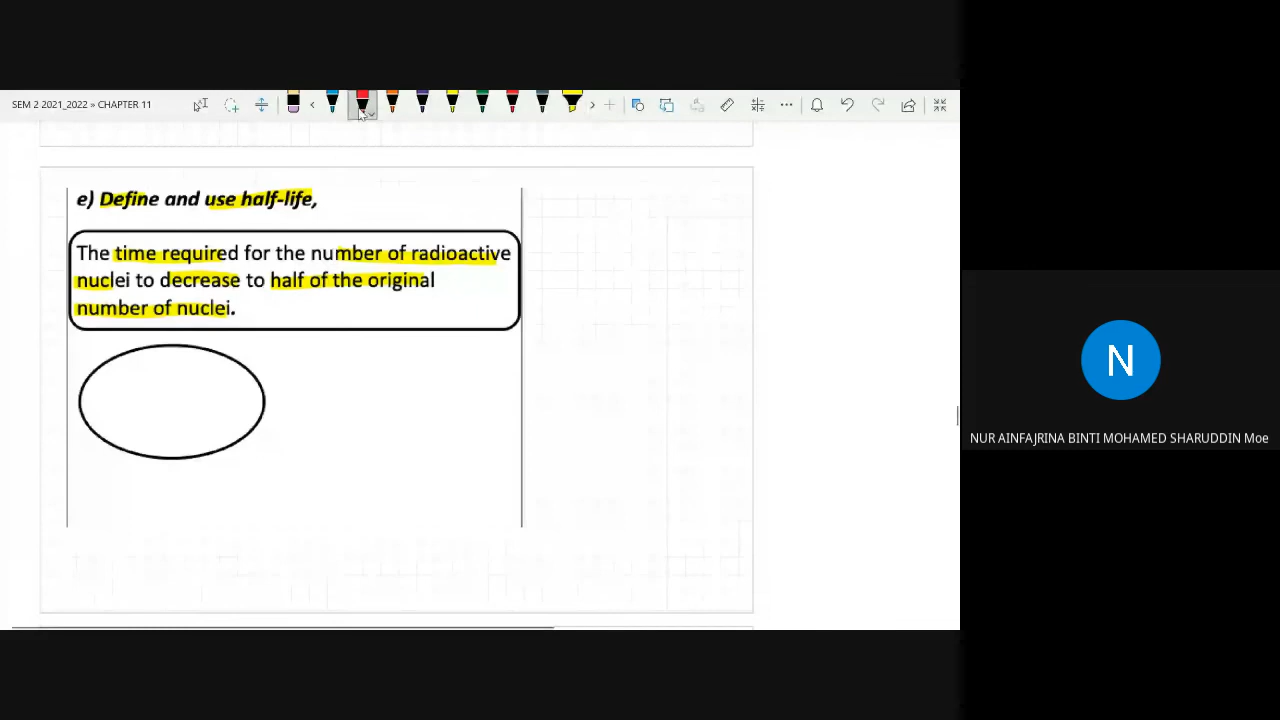 SEM 2 2021_2022 » CHAPTER 11
e) Define and use half-life,
The time required for the number of radioactive
nuclei to decrease to half of the original
number of nuclei.
N
NUR AINFAJRINA BINTI MOHAMED SHARUDDIN Moe